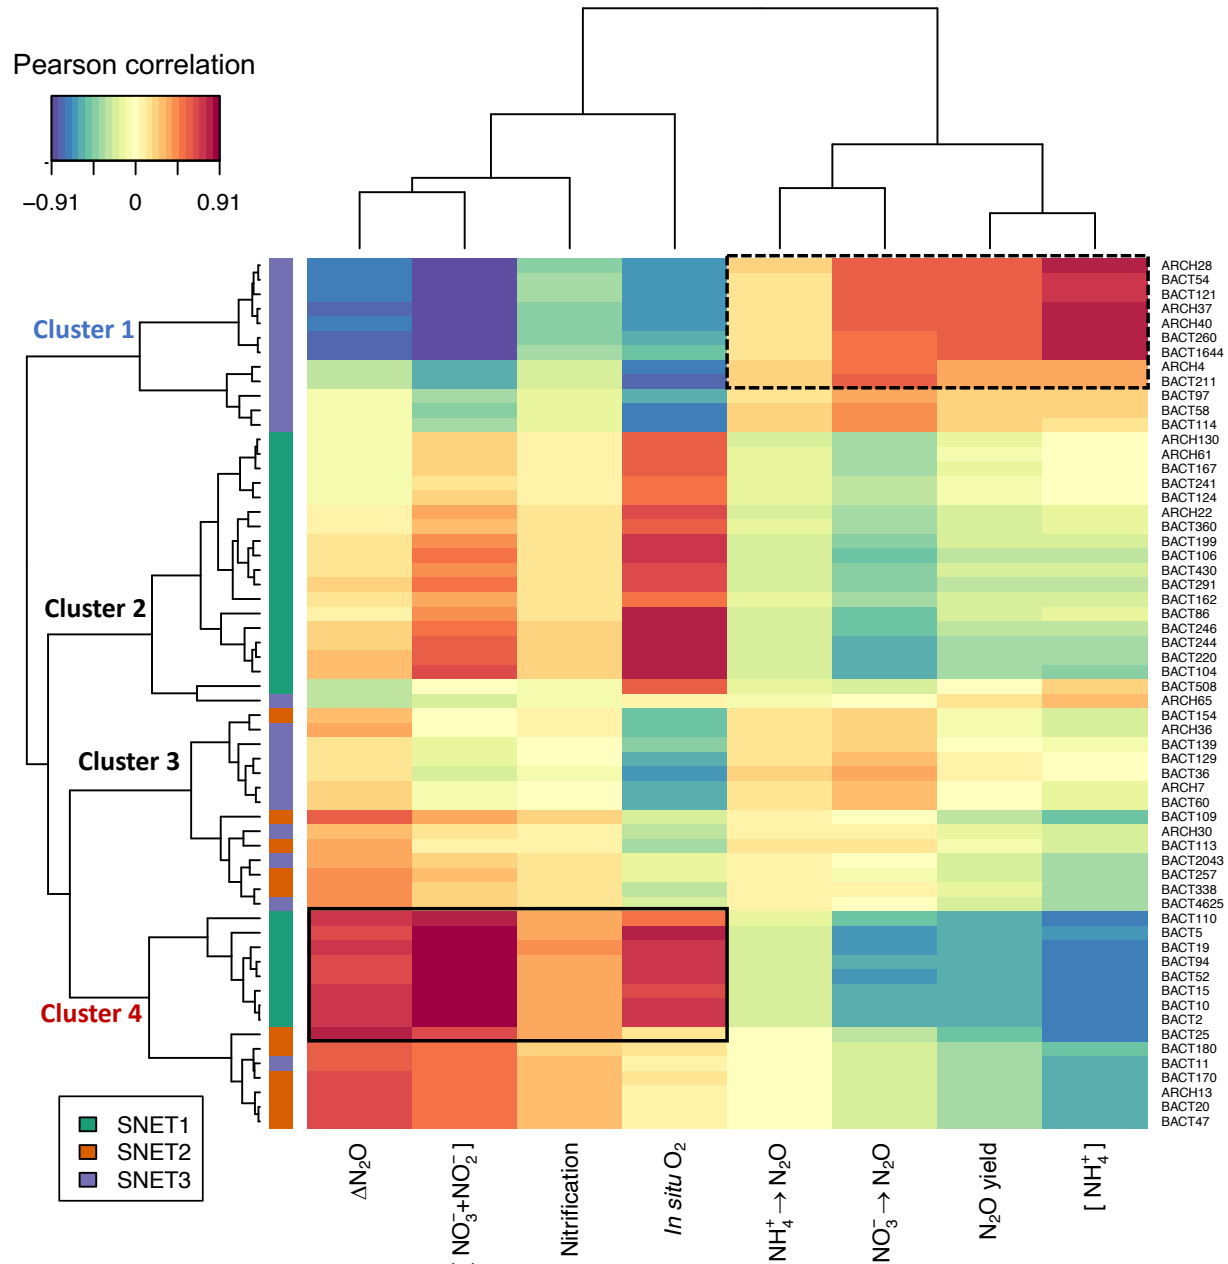 Pearson correlation
−0.91 0 0.91
Cluster 1
Cluster 2
Cluster 3
Cluster 4
ARCH28
BACT54
BACT121
ARCH37
ARCH40
BACT260
BACT1644
ARCH4
BACT211
BACT97
BACT58
BACT114
ARCH130
ARCH61
BACT167
BACT241
BACT124
ARCH22
BACT360
BACT199
BACT106
BACT430
BACT291
BACT162
BACT86
BACT246
BACT244
BACT220
BACT104
BACT508
ARCH65
BACT154
ARCH36
BACT139
BACT129
BACT36
ARCH7
BACT60
BACT109
ARCH30
BACT113
BACT2043
BACT257
BACT338
BACT4625
BACT110
BACT5
BACT19
BACT94
BACT52
BACT15
BACT10
BACT2
BACT25
BACT180
BACT11
BACT170
ARCH13
BACT20
BACT47
SNET1
SNET2
SNET3
ΔN₂O
[ NO₃⁻+NO₂⁻ ]
Nitrification
In situ O₂
NH₄⁺ → N₂O
NO₃⁻ → N₂O
N₂O yield
[ NH₄⁺ ]